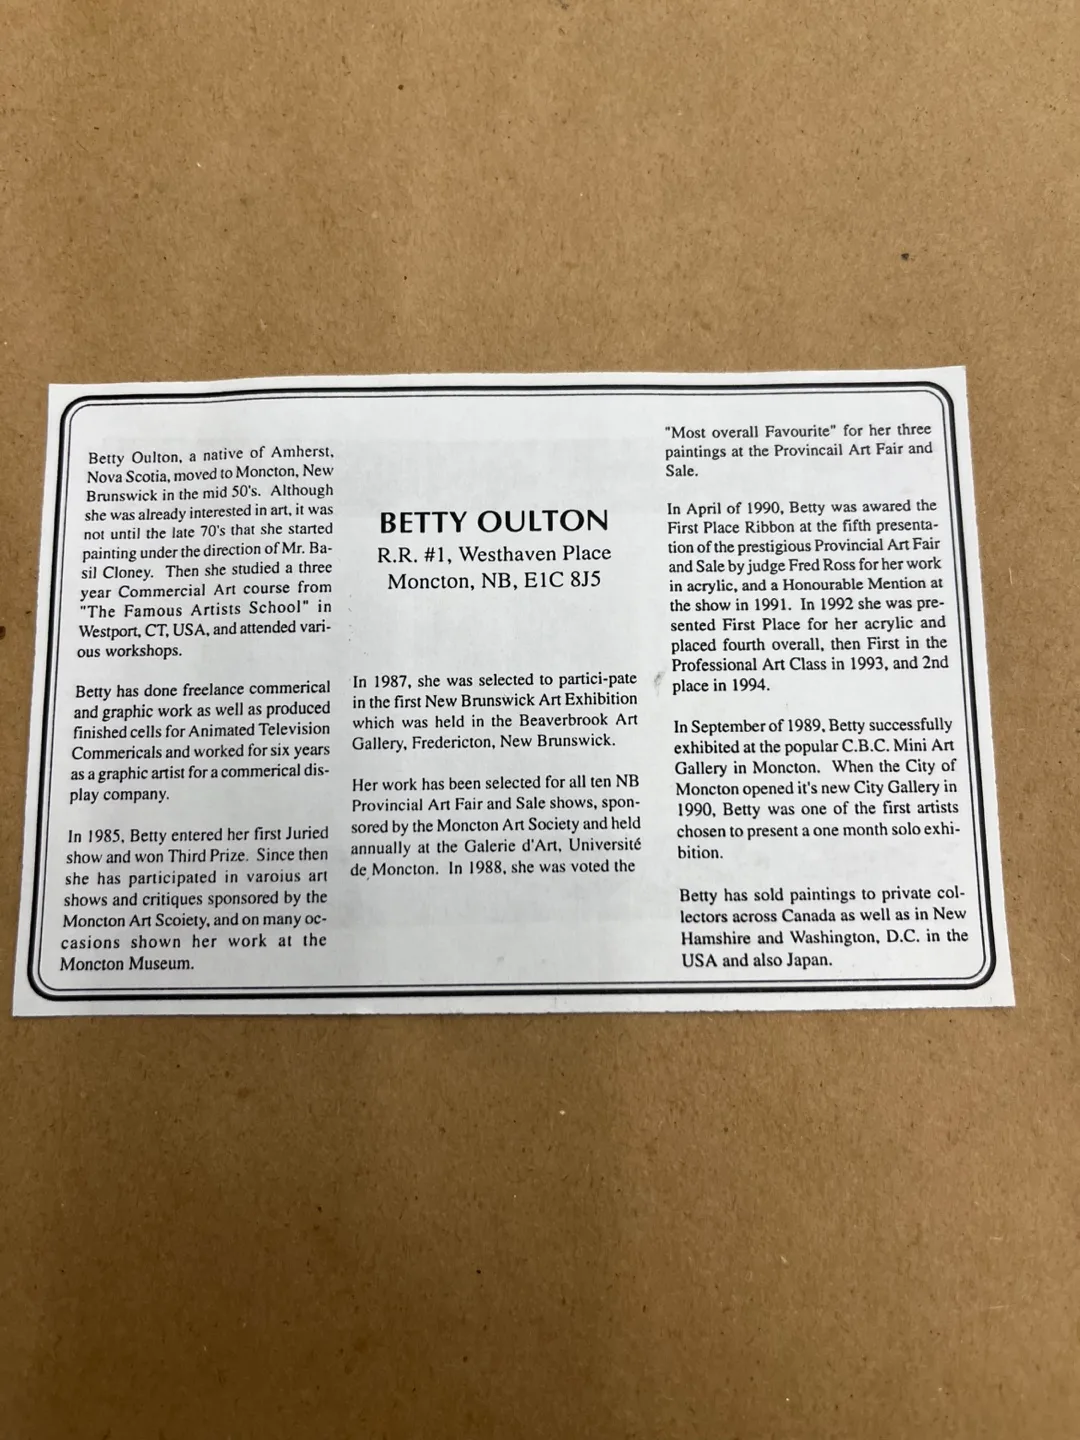 Betty Oulton, a native of Amherst,
Nova Scotia, moved to Moncton, New
Brunswick in the mid 50's. Although
she was already interested in art, it was
not until the late 70's that she started
painting under the direction of Mr. Ba-
sil Cloney. Then she studied a three
year Commercial Art course from
"The Famous Artists School" in
Westport, CT, USA, and attended vari-
ous workshops.
Betty has done freelance commerical
and graphic work as well as produced
finished cells for Animated Television
Commericals and worked for six years
as a graphic artist for a commerical dis-
play company.
In 1985, Betty entered her first Juried
show and won Third Prize. Since then
she has participated in varoius art
shows and critiques sponsored by the
Moncton Art Scoiety, and on many oc-
casions shown her work at the
Moncton Museum.
BETTY OULTON
R.R. #1, Westhaven Place
Moncton, NB, E1C 8J5
In 1987, she was selected to partici-pate
in the first New Brunswick Art Exhibition
which was held in the Beaverbrook Art
Gallery, Fredericton, New Brunswick.
Her work has been selected for all ten NB
Provincial Art Fair and Sale shows, spon-
sored by the Moncton Art Society and held
annually at the Galerie d'Art, Université
de Moncton. In 1988, she was voted the
"Most overall Favourite" for her three
paintings at the Provincail Art Fair and
Sale.
In April of 1990, Betty was awared the
First Place Ribbon at the fifth presenta-
tion of the prestigious Provincial Art Fair
and Sale by judge Fred Ross for her work
in acrylic, and a Honourable Mention at
the show in 1991. In 1992 she was pre-
sented First Place for her acrylic and
placed fourth overall, then First in the
Professional Art Class in 1993, and 2nd
place in 1994.
In September of 1989, Betty successfully
exhibited at the popular C.B.C. Mini Art
Gallery in Moncton. When the City of
Moncton opened it's new City Gallery in
1990, Betty was one of the first artists
chosen to present a one month solo exhi-
bition.
Betty has sold paintings to private col-
lectors across Canada as well as in New
Hamshire and Washington, D.C. in the
USA and also Japan.